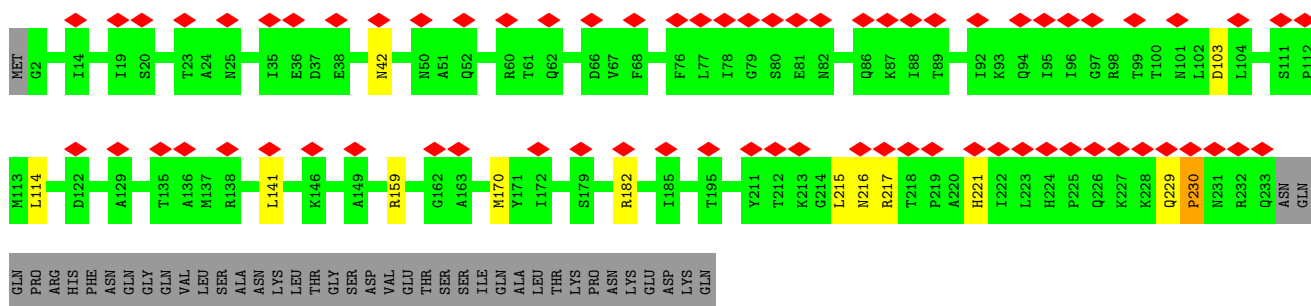 MET G2 I14 I19 S20 T23 A24 N25 I35 E36 D37 E38 N42 N50 A51 Q52 R60 T61 Q62 D66 V67 F68 F76 L77 I78 G79 S80 E81 N82 Q86 K87 I88 T89 I92 K93 Q94 I95 I96 G97 R98 T99 T100 N101 L102 D103 L104 S111 P112
M113 L114 D122 A129 T135 A136 M137 R138 L141 K146 A149 R159 G162 A163 M170 Y171 I172 S179 R182 I185 T195 Y211 T212 K213 G214 L215 N216 R217 T218 P219 A220 H221 I222 L223 H224 P225 Q226 K227 K228 Q229 P230 N231 R232 Q233 ASN GLN
GLN PRO ARG HIS PHE ASN GLN GLY GLN VAL LEU SER ALA ASN LYS LEU THR GLY SER ASP VAL GLU THR SER SER ILE GLN ALA LEU THR LYS PRO ASN LYS GLU ASP LYS GLN